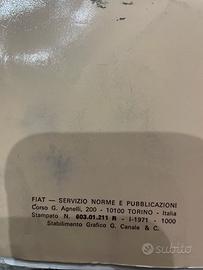 FIAT — SERVIZIO NORME E PUBBLICAZIONI
Corso G. Agnelli, 200 - 10100 TORINO - Italia
Stampato N. 603.01.211 R - I-1971 - 1000
Stabilimento Grafico G. Canale & C.
subito